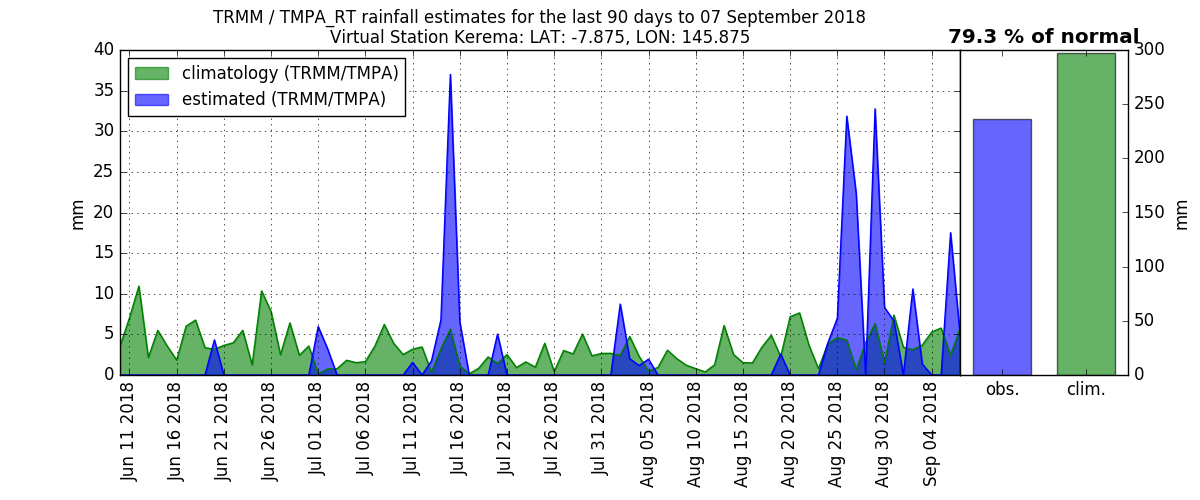 TRMM / TMPA_RT rainfall estimates for the last 90 days to 07 September 2018
Virtual Station Kerema: LAT: -7.875, LON: 145.875
79.3 % of normal
climatology (TRMM/TMPA)
estimated (TRMM/TMPA)
mm
40
35
30
25
20
15
10
5
0
Jun 11 2018
Jun 16 2018
Jun 21 2018
Jun 26 2018
Jul 01 2018
Jul 06 2018
Jul 11 2018
Jul 16 2018
Jul 21 2018
Jul 26 2018
Jul 31 2018
Aug 05 2018
Aug 10 2018
Aug 15 2018
Aug 20 2018
Aug 25 2018
Aug 30 2018
Sep 04 2018
300
250
200
150
100
50
0
mm
obs.
clim.